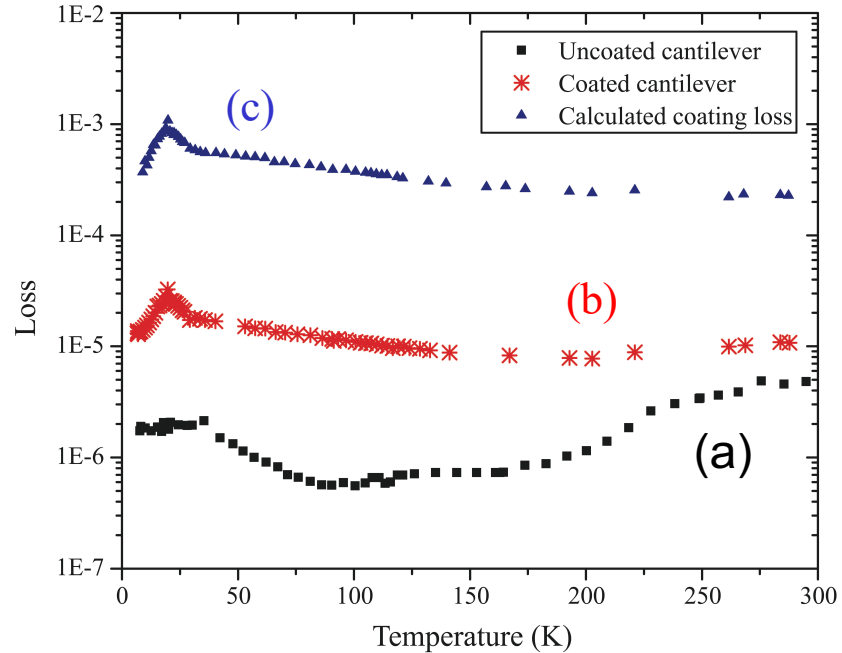 1E-2
Uncoated cantilever
Coated cantilever
Calculated coating loss
(c)
1E-3
1E-4
Loss
(b)
1E-5
(a)
1E-6
1E-7
0 50 100 150 200 250 300
Temperature (K)